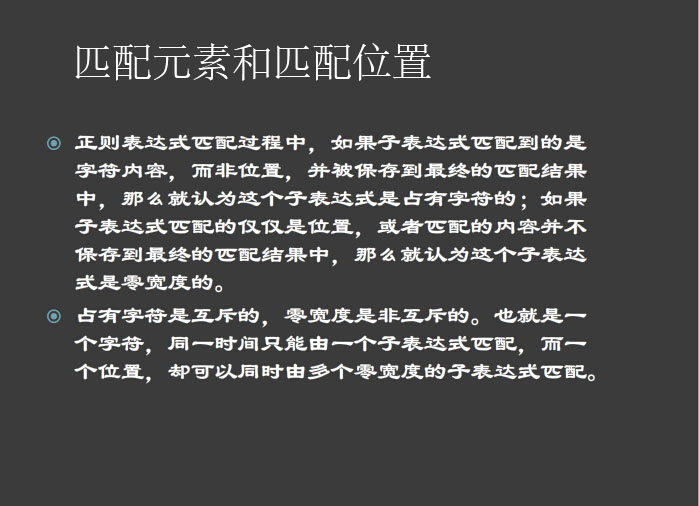 匹配元素和匹配位置
正则表达式匹配过程中，如果子表达式匹配到的是
字符内容，而非位置，并被保存到最终的匹配结果
中，那么就认为这个子表达式是占有字符的；如果
子表达式匹配的仅仅是位置，或者匹配的内容并不
保存到最终的匹配结果中，那么就认为这个子表达
式是零宽度的。
占有字符是互斥的，零宽度是非互斥的。也就是一
个字符，同一时间只能由一个子表达式匹配，而一
个位置，却可以同时由多个零宽度的子表达式匹配。